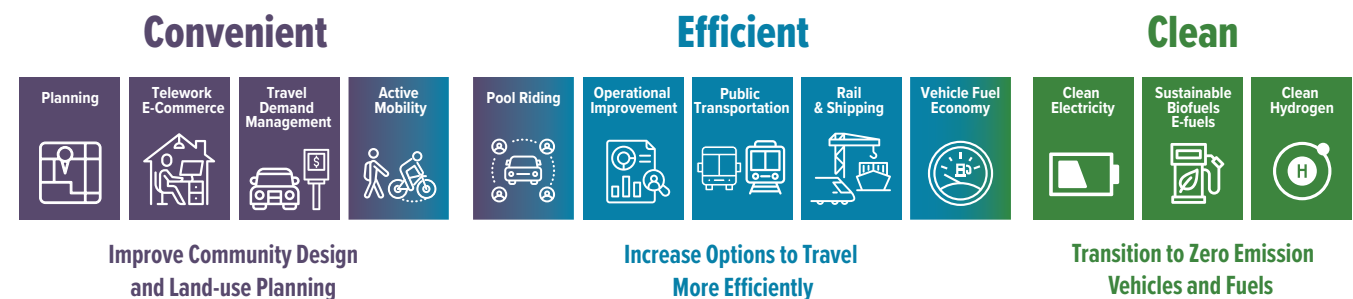 Convenient
Planning
Telework
E-Commerce
Travel
Demand
Management
$
Active
Mobility
Improve Community Design
and Land-use Planning
Efficient
Pool Riding
Operational
Improvement
Public
Transportation
Rail
& Shipping
Vehicle Fuel
Economy
Increase Options to Travel
More Efficiently
Clean
Clean
Electricity
Sustainable
Biofuels
E-fuels
Clean
Hydrogen
H
Transition to Zero Emission
Vehicles and Fuels